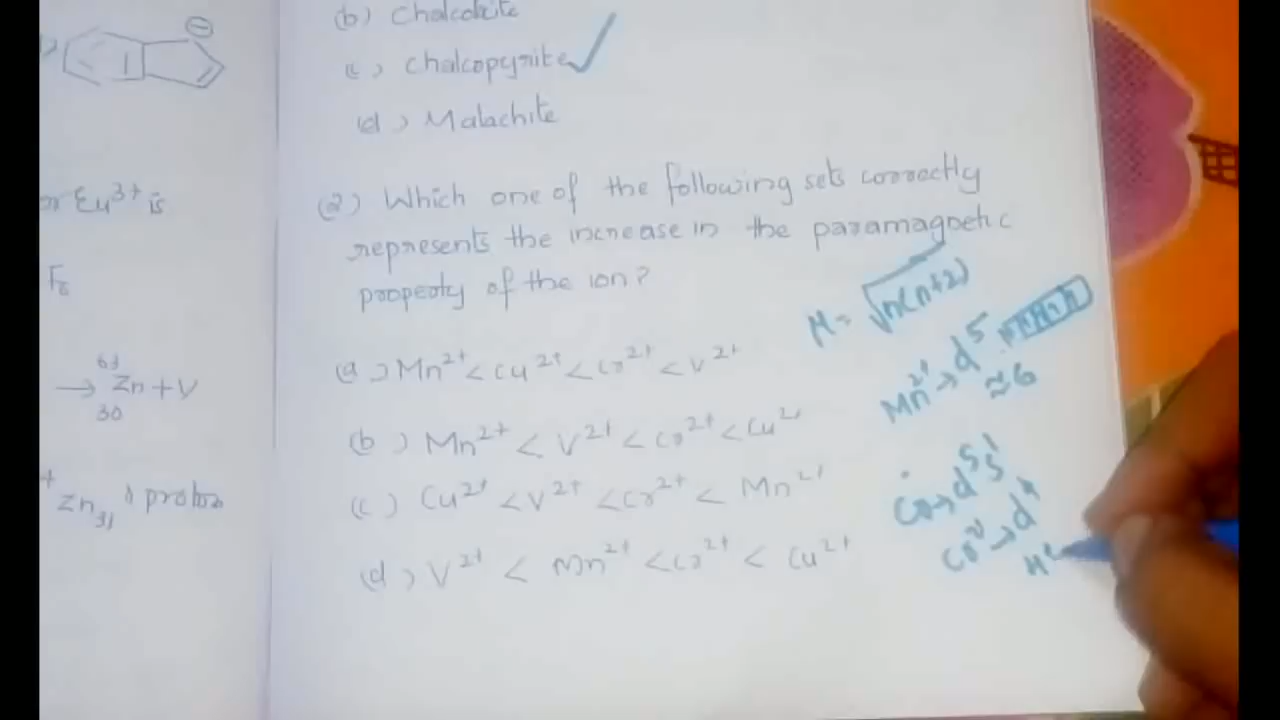 or Eu³⁺ is
63
→ Zn + V
30
Zn₃₁
proton
(b) Chalcocite
(c) Chalcopyrite ✓
(d) Malachite
(2) Which one of the following sets correctly
represents the increase in the paramagnetic
property of the ion?
(a) Mn²⁺ < Cu²⁺ < Cr²⁺ < V²⁺
(b) Mn²⁺ < V²⁺ < Cr²⁺ < Cu²⁺
(c) Cu²⁺ < V²⁺ < Cr²⁺ < Mn²⁺
(d) V²⁺ < Mn²⁺ < Cr²⁺ < Cu²⁺
μ = √n(n+2)
Mn²⁺ → d⁵
≈ 6
Cr → d⁵s¹
Cr²⁺ → d⁴